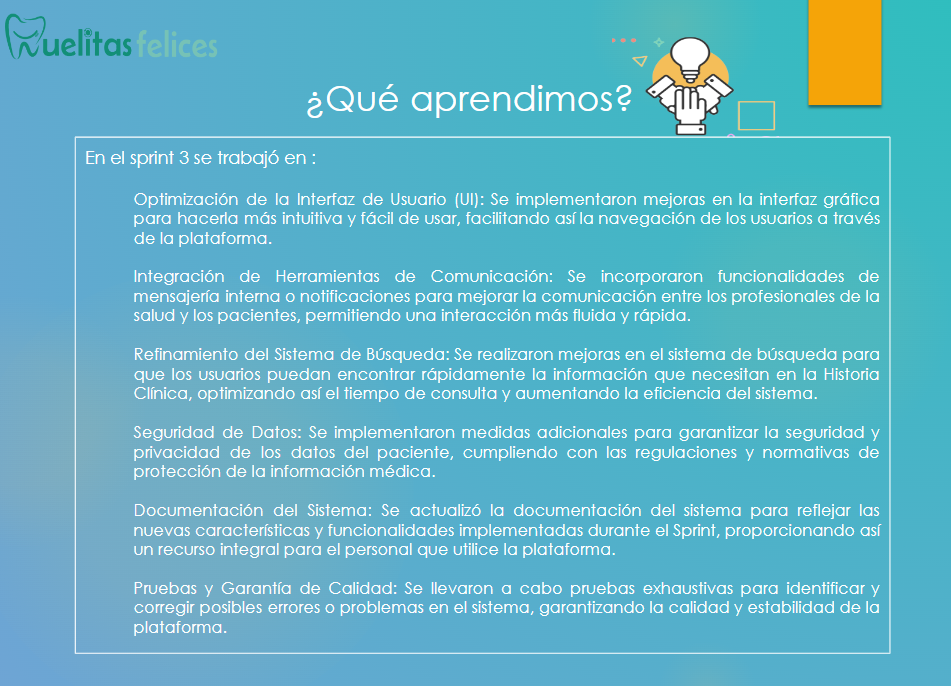 Muelitas felices
¿Qué aprendimos?
En el sprint 3 se trabajó en :
Optimización de la Interfaz de Usuario (UI): Se implementaron mejoras en la interfaz gráfica
para hacerla más intuitiva y fácil de usar, facilitando así la navegación de los usuarios a través
de la plataforma.
Integración de Herramientas de Comunicación: Se incorporaron funcionalidades de
mensajería interna o notificaciones para mejorar la comunicación entre los profesionales de la
salud y los pacientes, permitiendo una interacción más fluida y rápida.
Refinamiento del Sistema de Búsqueda: Se realizaron mejoras en el sistema de búsqueda para
que los usuarios puedan encontrar rápidamente la información que necesitan en la Historia
Clínica, optimizando así el tiempo de consulta y aumentando la eficiencia del sistema.
Seguridad de Datos: Se implementaron medidas adicionales para garantizar la seguridad y
privacidad de los datos del paciente, cumpliendo con las regulaciones y normativas de
protección de la información médica.
Documentación del Sistema: Se actualizó la documentación del sistema para reflejar las
nuevas características y funcionalidades implementadas durante el Sprint, proporcionando así
un recurso integral para el personal que utilice la plataforma.
Pruebas y Garantía de Calidad: Se llevaron a cabo pruebas exhaustivas para identificar y
corregir posibles errores o problemas en el sistema, garantizando la calidad y estabilidad de la
plataforma.